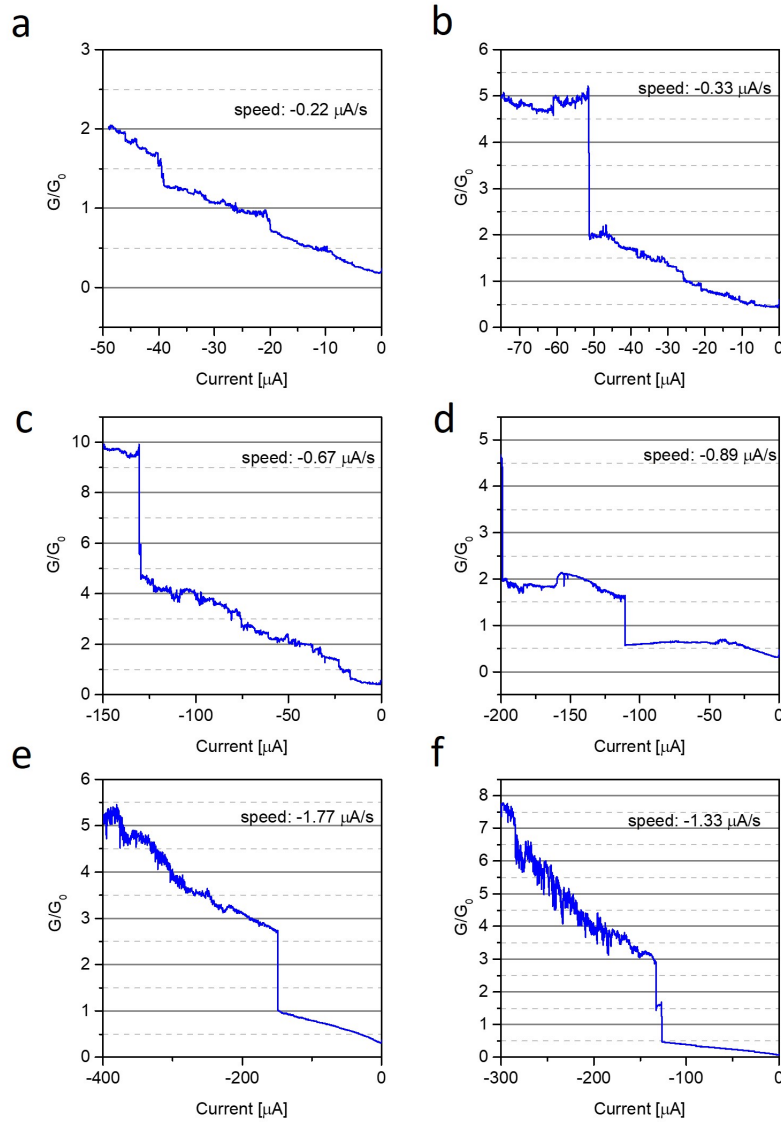 a
3
2
1
0
G/G0
speed: -0.22 μA/s
-50 -40 -30 -20 -10 0
Current [μA]
b
6
5
4
3
2
1
0
G/G0
speed: -0.33 μA/s
-70 -60 -50 -40 -30 -20 -10 0
Current [μA]
c
10
8
6
4
2
0
G/G0
speed: -0.67 μA/s
-150 -100 -50 0
Current [μA]
d
5
4
3
2
1
0
G/G0
speed: -0.89 μA/s
-200 -150 -100 -50 0
Current [μA]
e
6
5
4
3
2
1
0
G/G0
speed: -1.77 μA/s
-400 -200 0
Current [μA]
f
8
7
6
5
4
3
2
1
0
G/G0
speed: -1.33 μA/s
-300 -200 -100 0
Current [μA]